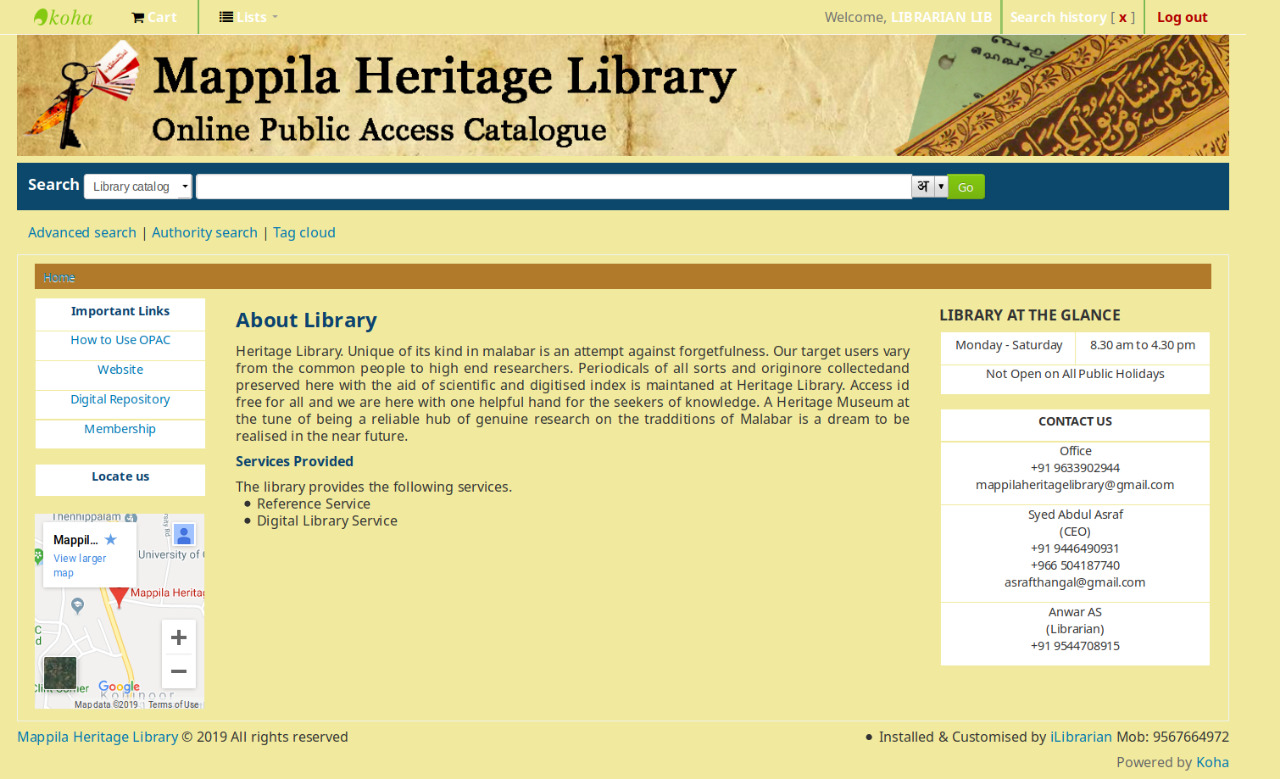 koha Cart Lists Welcome, LIBRARIAN LIB Search history [ x ] Log out
Mappila Heritage Library
Online Public Access Catalogue
Search Library catalog अ Go
Advanced search | Authority search | Tag cloud
Home
Important Links
How to Use OPAC
Website
Digital Repository
Membership
Locate us
Thennippalam
Mappil...
View larger
map
University of
Mappila Heritag
Kohinoor
Google
Map data ©2019 Terms of Use
About Library
Heritage Library. Unique of its kind in malabar is an attempt against forgetfulness. Our target users vary
from the common people to high end researchers. Periodicals of all sorts and originore collectedand
preserved here with the aid of scientific and digitised index is maintaned at Heritage Library. Access id
free for all and we are here with one helpful hand for the seekers of knowledge. A Heritage Museum at
the tune of being a reliable hub of genuine research on the tradditions of Malabar is a dream to be
realised in the near future.
Services Provided
The library provides the following services.
Reference Service
Digital Library Service
LIBRARY AT THE GLANCE
Monday - Saturday 8.30 am to 4.30 pm
Not Open on All Public Holidays
CONTACT US
Office
+91 9633902944
mappilaheritagelibrary@gmail.com
Syed Abdul Asraf
(CEO)
+91 9446490931
+966 504187740
asrafthangal@gmail.com
Anwar AS
(Librarian)
+91 9544708915
Mappila Heritage Library © 2019 All rights reserved
Installed & Customised by iLibrarian Mob: 9567664972
Powered by Koha